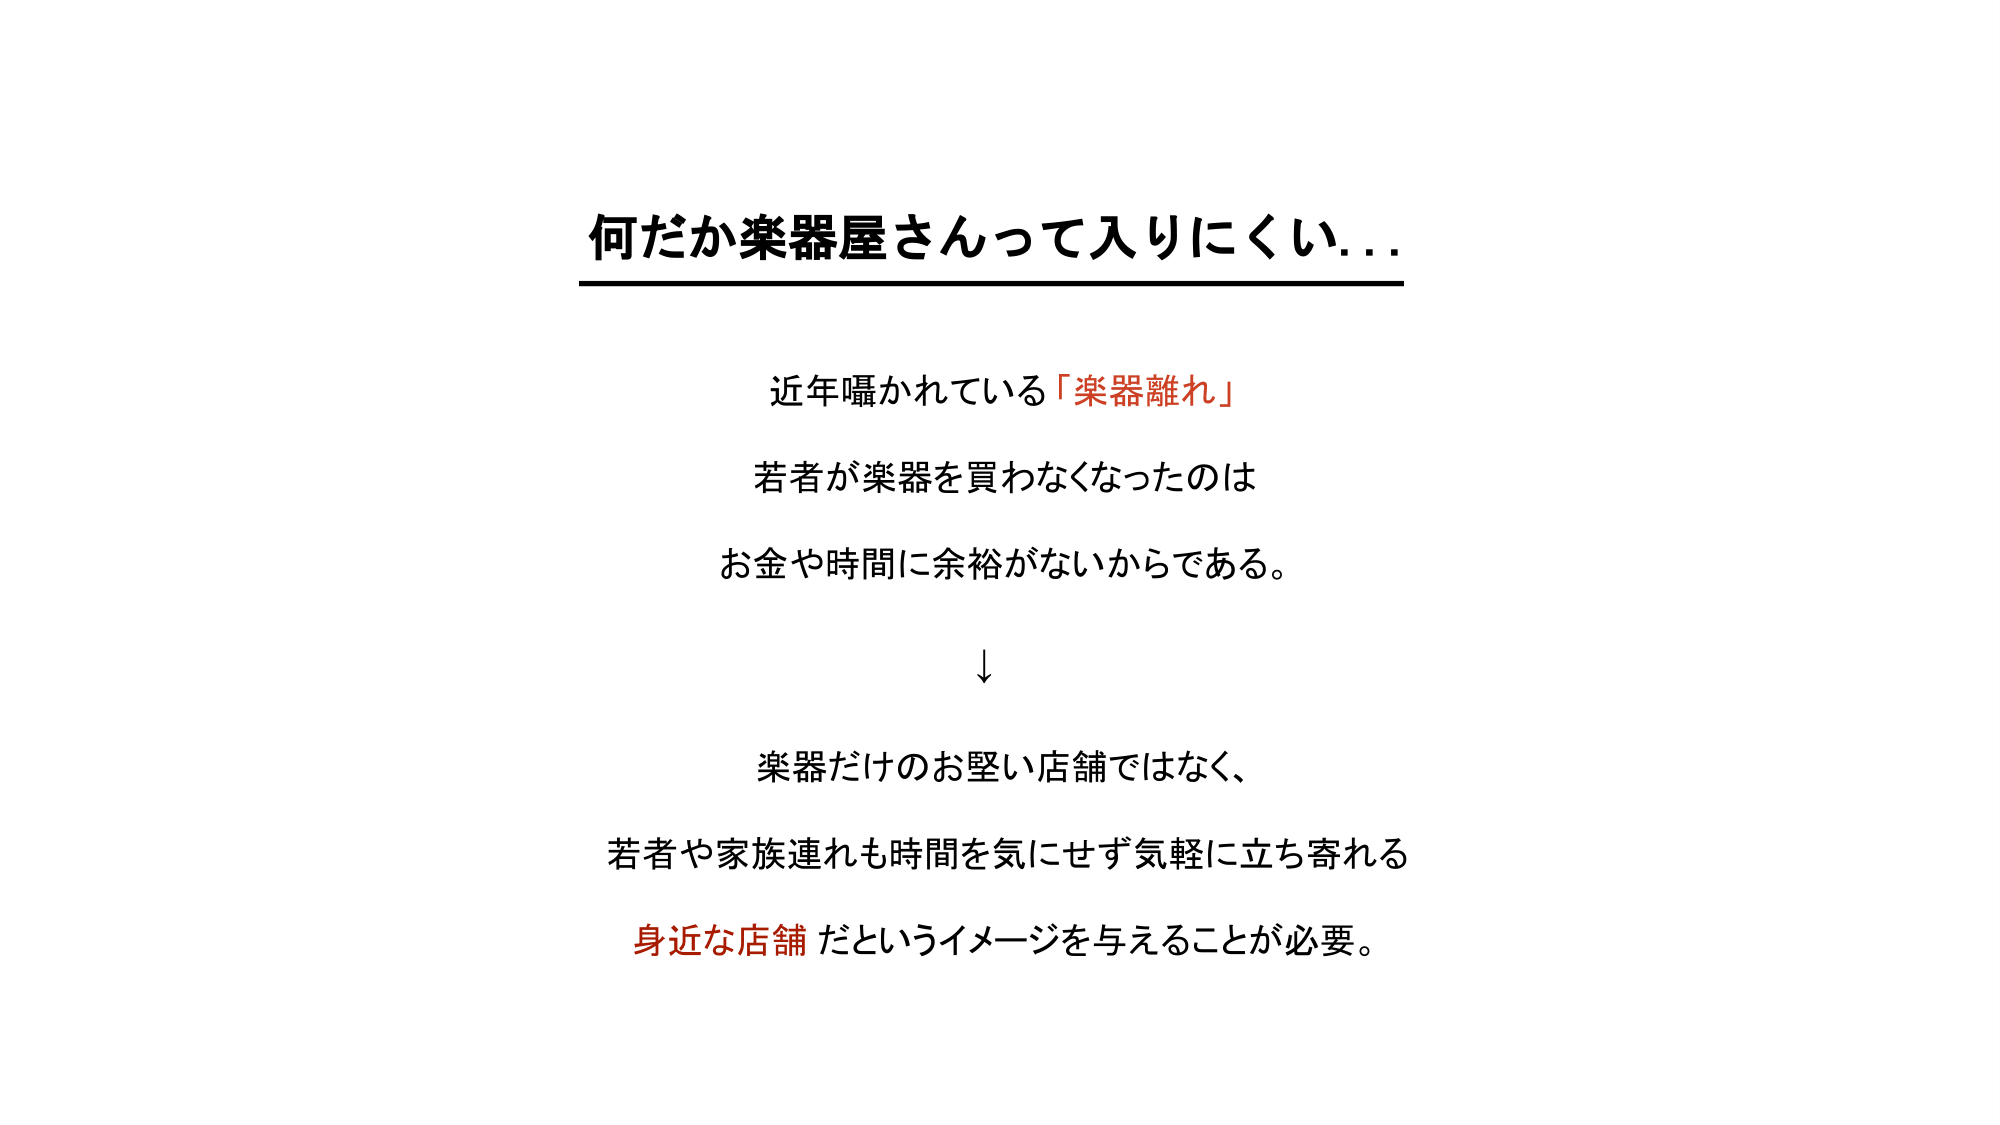 何だか楽器屋さんって入りにくい...
近年囁かれている「楽器離れ」
若者が楽器を買わなくなったのは
お金や時間に余裕がないからである。
↓
楽器だけのお堅い店舗ではなく、
若者や家族連れも時間を気にせず気軽に立ち寄れる
身近な店舗 だというイメージを与えることが必要。